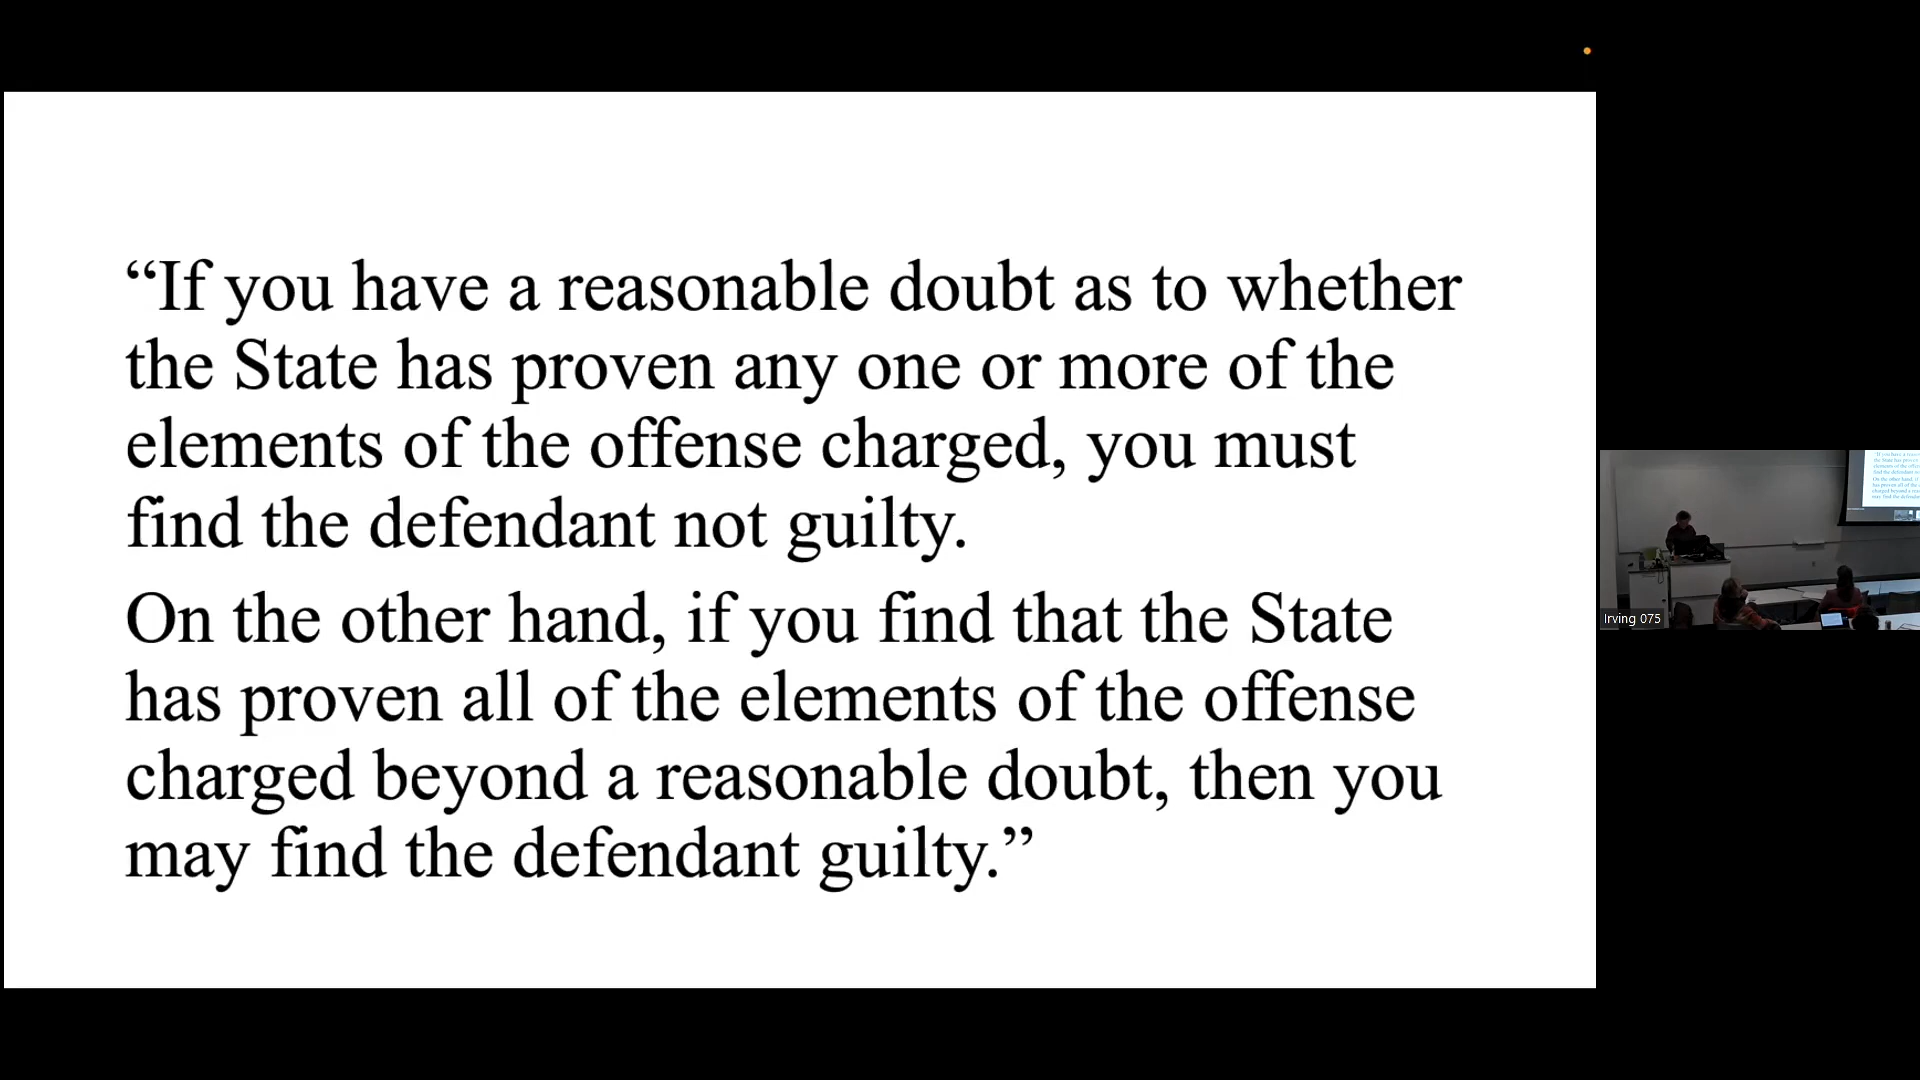 “If you have a reasonable doubt as to whether
the State has proven any one or more of the
elements of the offense charged, you must
find the defendant not guilty.
On the other hand, if you find that the State
has proven all of the elements of the offense
charged beyond a reasonable doubt, then you
may find the defendant guilty.”
Irving 075